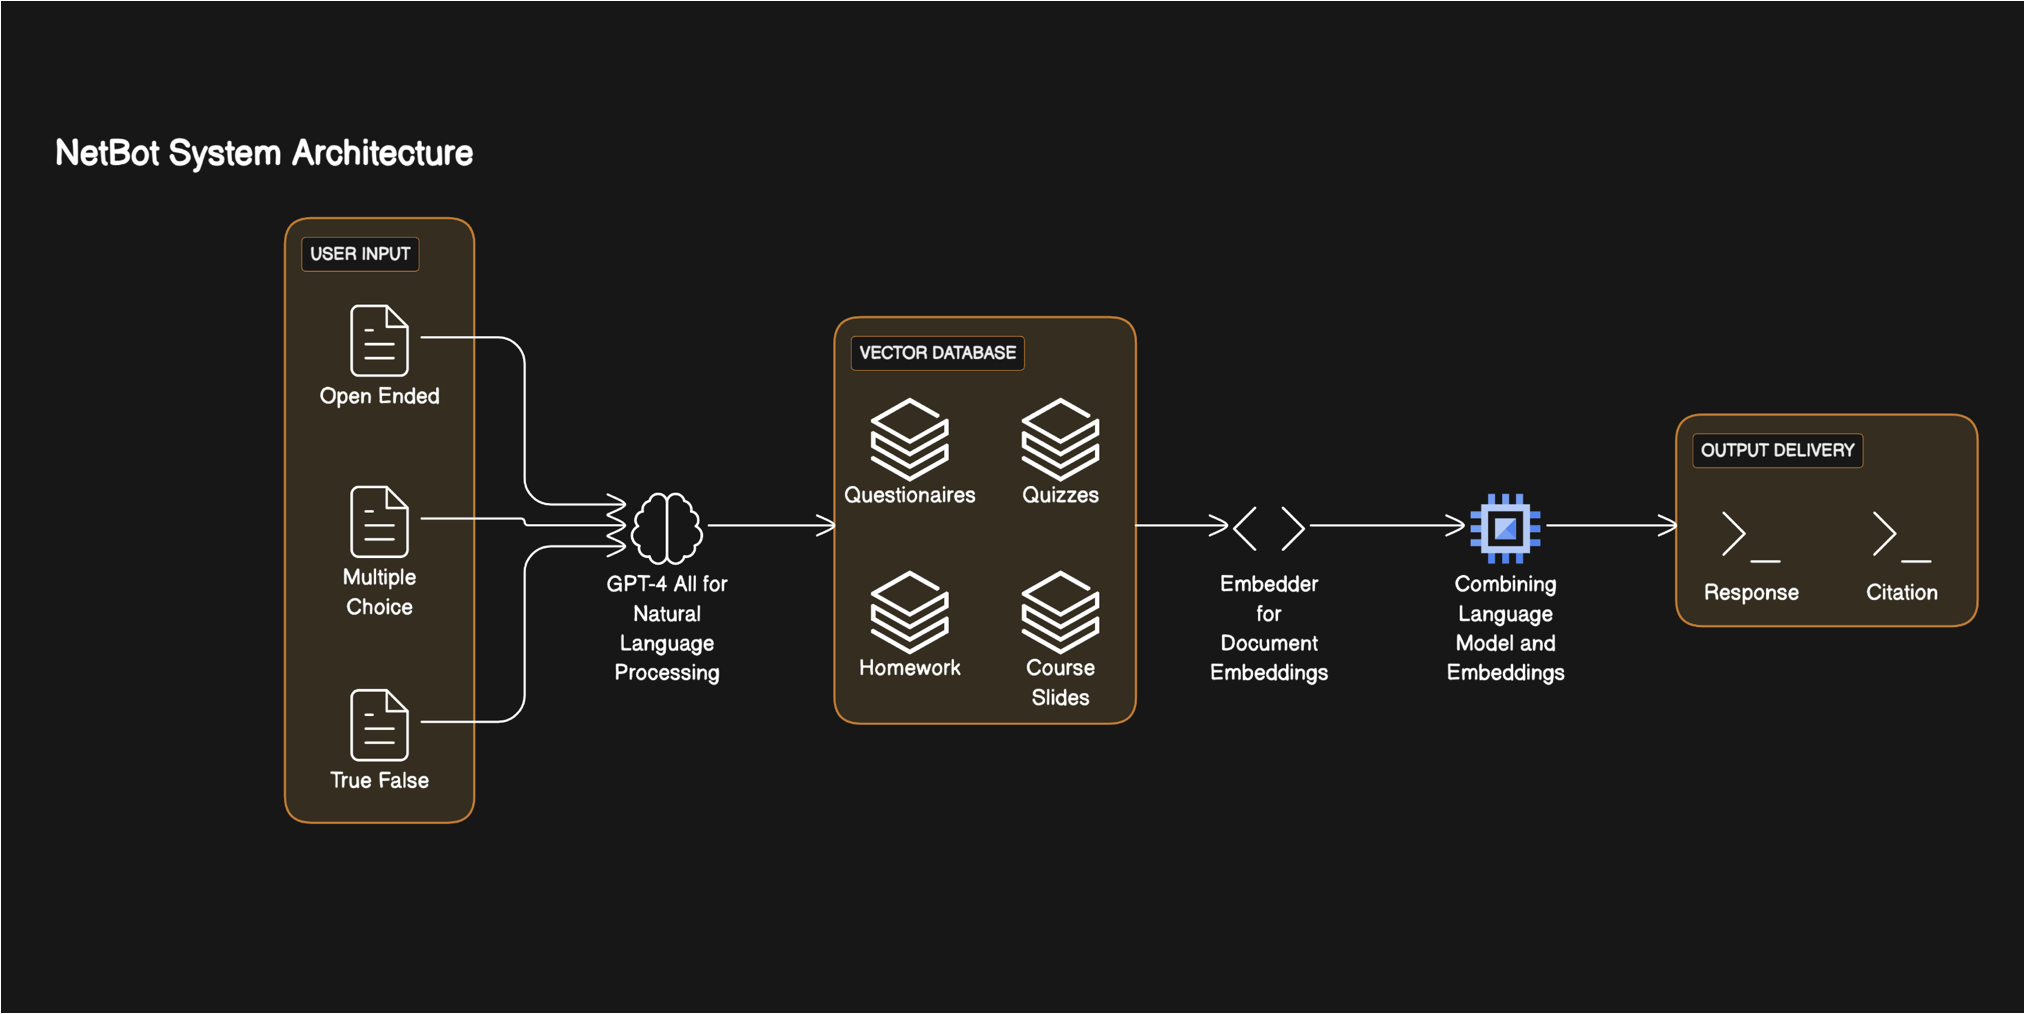 NetBot System Architecture
USER INPUT
Open Ended
Multiple
Choice
True False
GPT-4 All for
Natural
Language
Processing
VECTOR DATABASE
Questionaires
Quizzes
Homework
Course
Slides
Embedder
for
Document
Embeddings
Combining
Language
Model and
Embeddings
OUTPUT DELIVERY
Response
Citation